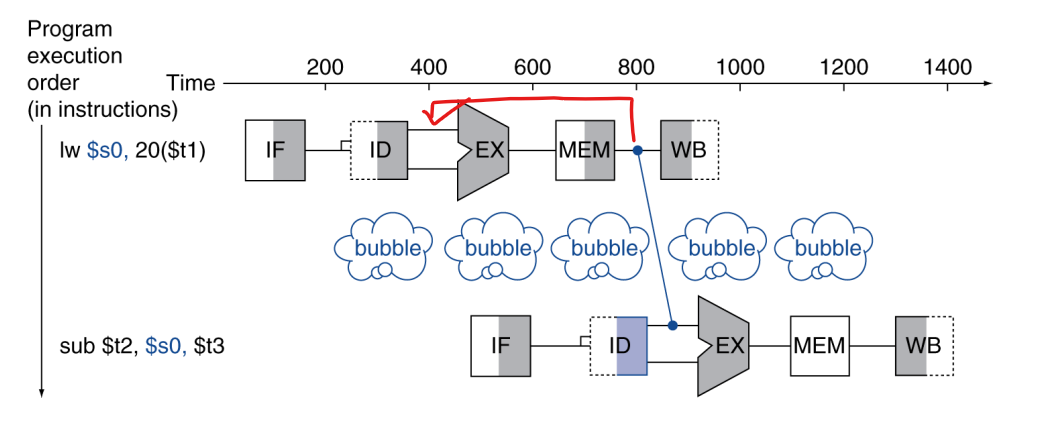 Program
execution
order
(in instructions)
Time
200 400 600 800 1000 1200 1400
lw $s0, 20($t1)
IF ID EX MEM WB
bubble bubble bubble bubble bubble
sub $t2, $s0, $t3
IF ID EX MEM WB